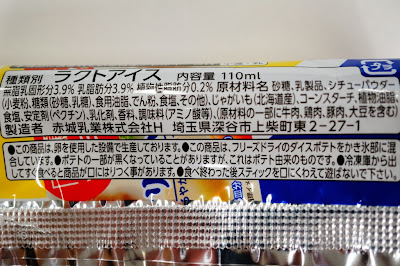 種類別 ラクトアイス 内容量 110ml
無脂乳固形分3.9% 乳脂肪分3.9% 植物性脂肪分0.2% 原材料名 砂糖、乳製品、シチューパウダー
(小麦粉、糖類(砂糖、乳糖)、食用油脂、でん粉、食塩、その他)、じゃがいも(北海道産)、コーンスターチ、植物油脂、
食塩、安定剤(ペクチン)、乳化剤、香料、調味料(アミノ酸等)、(原材料の一部に牛肉、鶏肉、豚肉、大豆を含む)
製造者 赤城乳業株式会社H 埼玉県深谷市上柴町東2-27-1
●この商品は、卵を使用した設備で生産しております。●この商品は、フリーズドライのダイスポテトをかき氷部に混
合しています。●ポテトの一部が黒くなっていることがありますが、これはポテト由来のものです。●冷凍庫から出し
てすぐ食べますと商品が口にはりつく事があります。●食べ終わった後スティックを口にくわえて遊ばないで下さい。
プラ